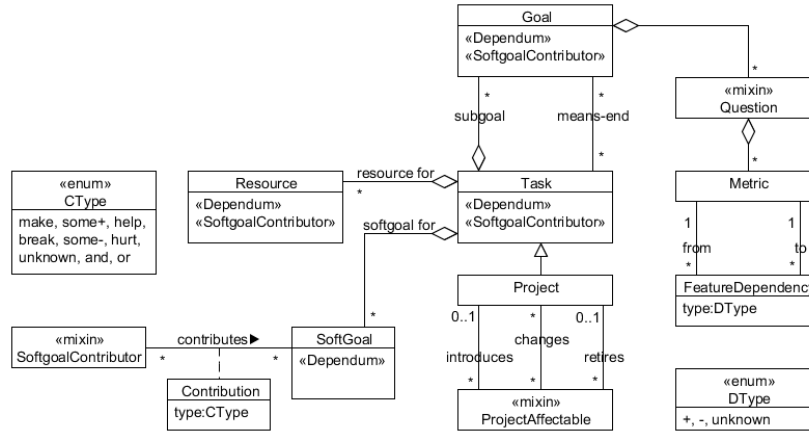 Goal
«Dependum»
«SoftgoalContributor»
*
*
*
subgoal
means-end
«mixin»
Question
*
*
«enum»
CType
make, some+, help,
break, some-, hurt,
unknown, and, or
Resource
«Dependum»
«SoftgoalContributor»
resource for
*
Task
«Dependum»
«SoftgoalContributor»
Metric
softgoal for
1
1
from
to
*
*
Project
FeatureDependency
type:DType
*
0..1
*
0..1
changes
introduces
retires
*
*
*
«mixin»
SoftgoalContributor
contributes
*
*
SoftGoal
«Dependum»
Contribution
type:CType
«mixin»
ProjectAffectable
«enum»
DType
+, -, unknown